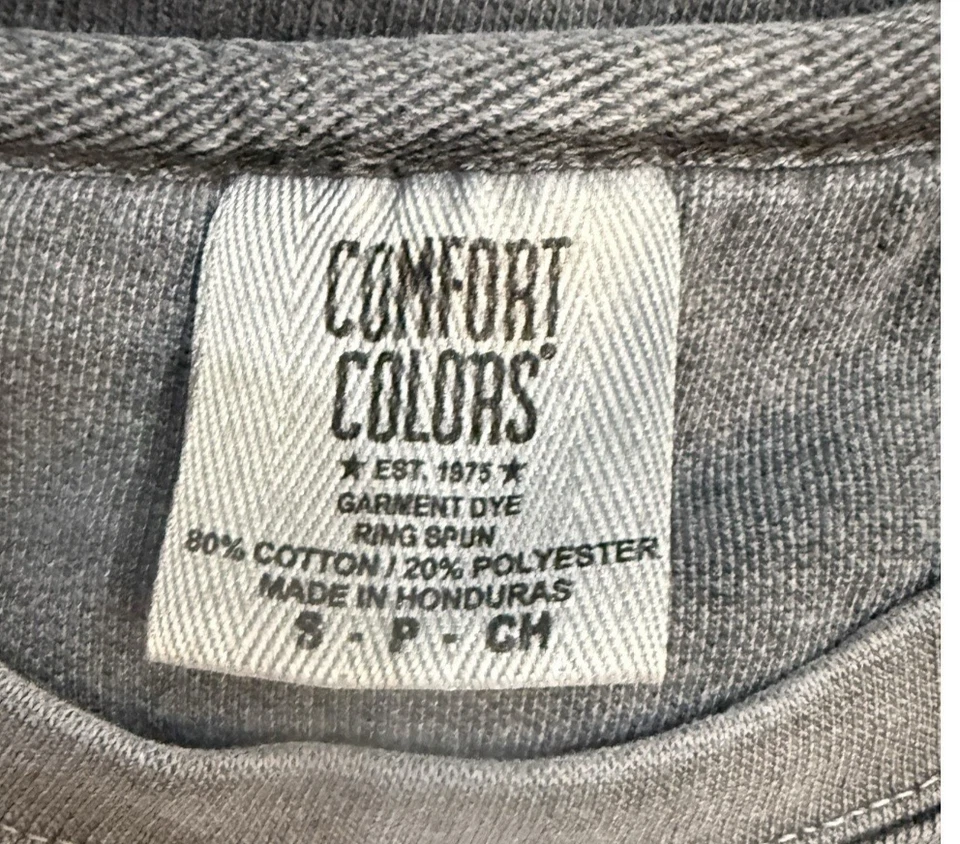 COMFORT
COLORS®
★ EST. 1975 ★
GARMENT DYE
RING SPUN
80% COTTON / 20% POLYESTER
MADE IN HONDURAS
S - P - CH